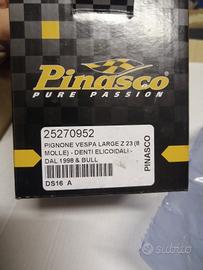 Pinasco
PURE PASSION
25270952
PIGNONE VESPA LARGE Z 23 (8
MOLLE) - DENTI ELICOIDALI -
DAL 1998 & BULL
DS16 A
PINASCO
subito